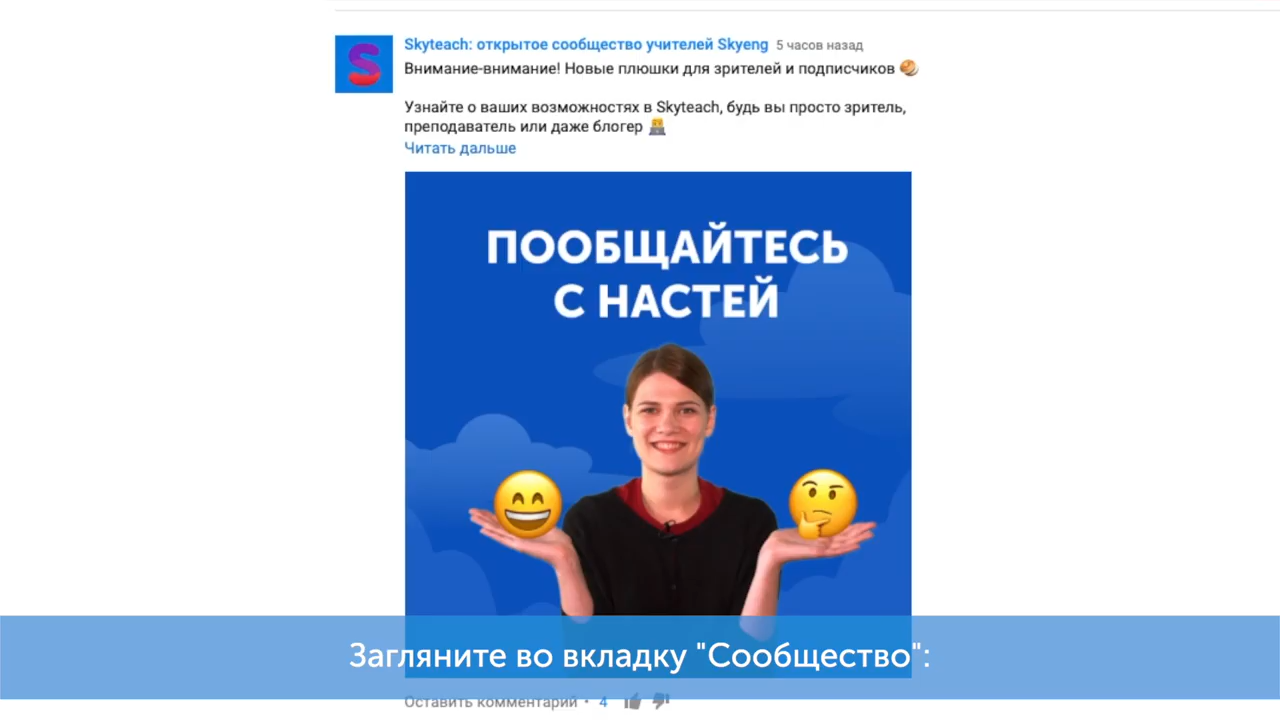 Skyteach: открытое сообщество учителей Skyeng 5 часов назад
Внимание-внимание! Новые плюшки для зрителей и подписчиков
Узнайте о ваших возможностях в Skyteach, будь вы просто зритель,
преподаватель или даже блогер
Читать дальше
ПООБЩАЙТЕСЬ
С НАСТЕЙ
Загляните во вкладку "Сообщество":
Оставить комментарий • 4